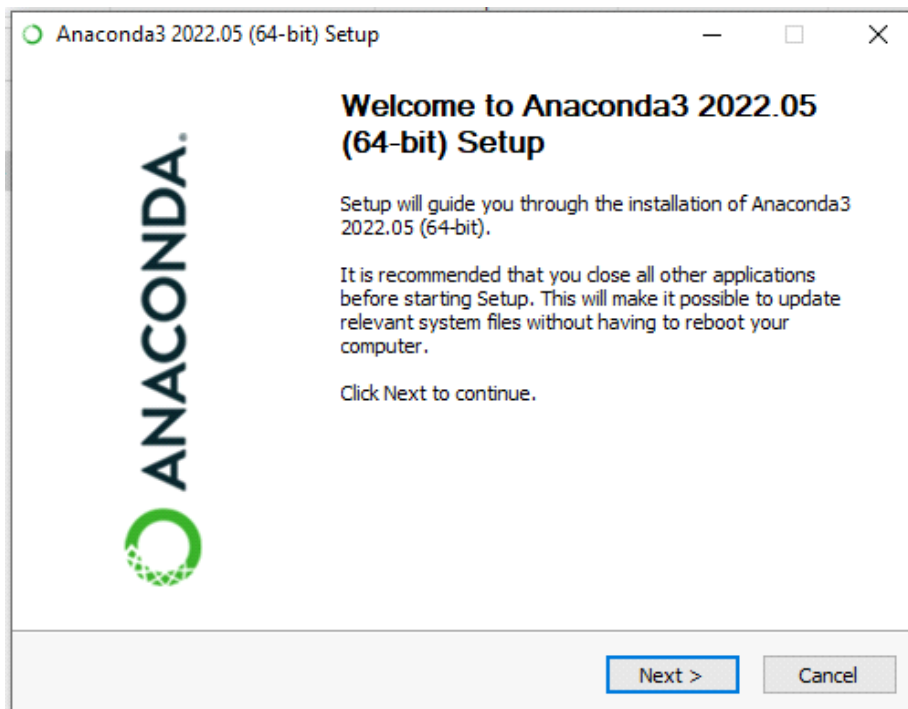 Anaconda3 2022.05 (64-bit) Setup
ANACONDA.
Welcome to Anaconda3 2022.05
(64-bit) Setup
Setup will guide you through the installation of Anaconda3
2022.05 (64-bit).
It is recommended that you close all other applications
before starting Setup. This will make it possible to update
relevant system files without having to reboot your
computer.
Click Next to continue.
Next >
Cancel